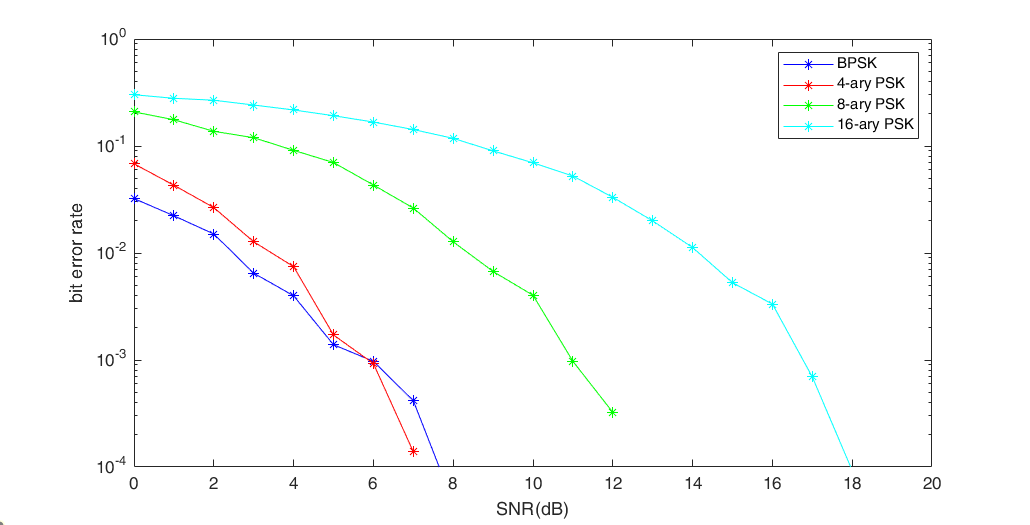 10^0
10^-1
10^-2
10^-3
10^-4
bit error rate
BPSK
4-ary PSK
8-ary PSK
16-ary PSK
0 2 4 6 8 10 12 14 16 18 20
SNR(dB)